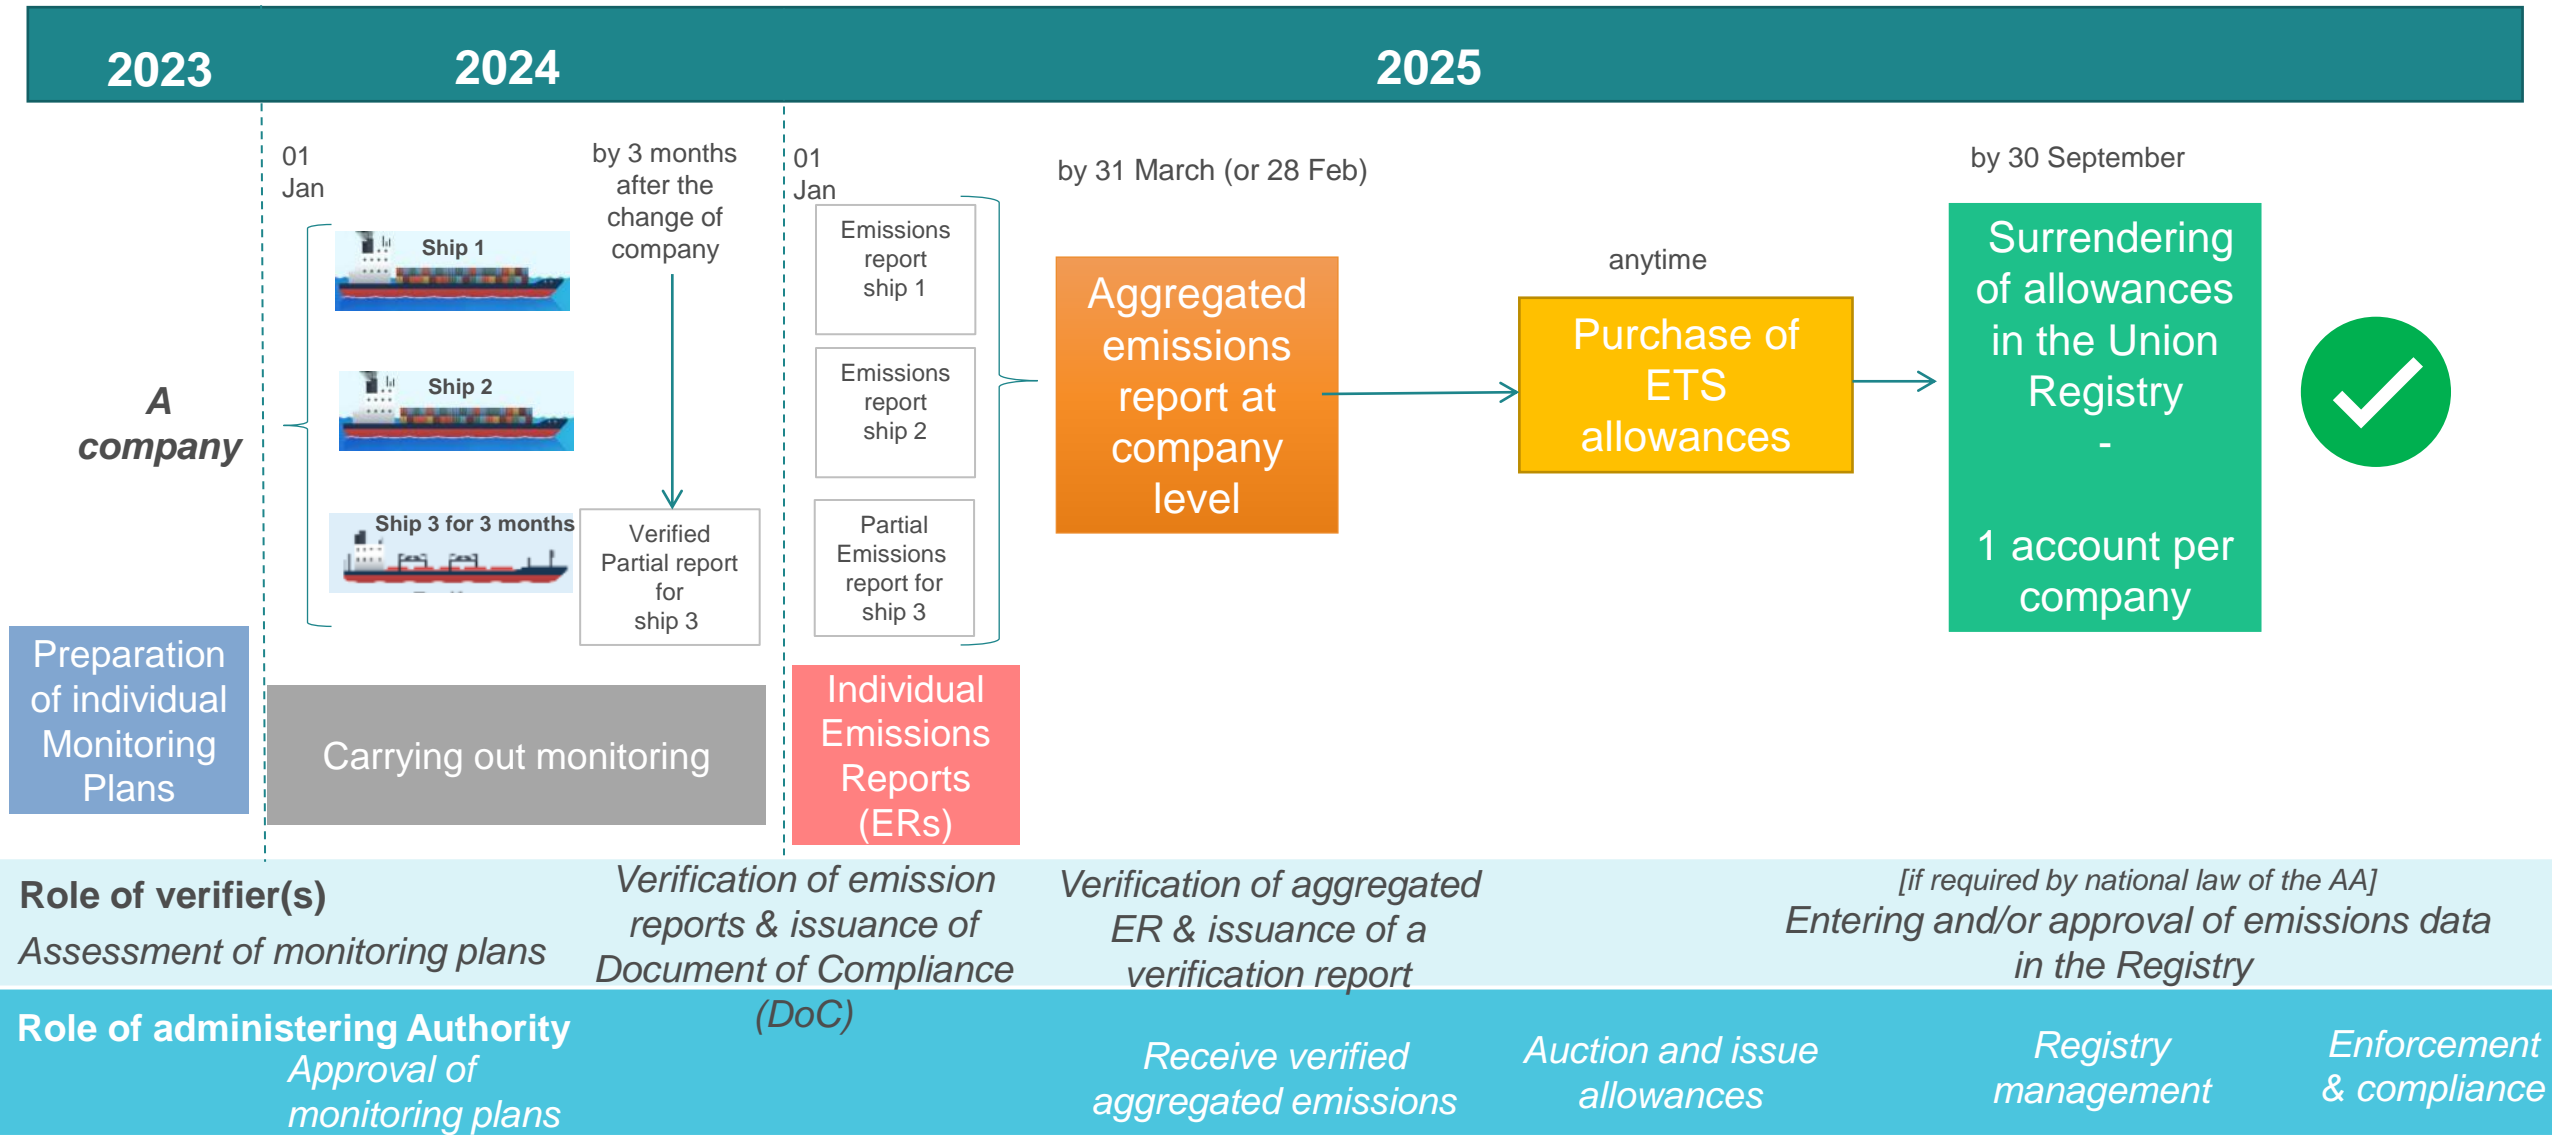 2023
2024
2025
01
Jan
by 3 months
after the
change of
company
01
Jan
by 31 March (or 28 Feb)
anytime
by 30 September
A
company
Ship 1
Ship 2
Ship 3 for 3 months
Verified
Partial report
for
ship 3
Emissions
report
ship 1
Emissions
report
ship 2
Partial
Emissions
report for
ship 3
Aggregated
emissions
report at
company
level
Purchase of
ETS
allowances
Surrendering
of allowances
in the Union
Registry
-
1 account per
company
Preparation
of individual
Monitoring
Plans
Carrying out monitoring
Individual
Emissions
Reports
(ERs)
Role of verifier(s)
Assessment of monitoring plans
Verification of emission
reports & issuance of
Document of Compliance
(DoC)
Verification of aggregated
ER & issuance of a
verification report
[if required by national law of the AA]
Entering and/or approval of emissions data
in the Registry
Role of administering Authority
Approval of
monitoring plans
Receive verified
aggregated emissions
Auction and issue
allowances
Registry
management
Enforcement
& compliance